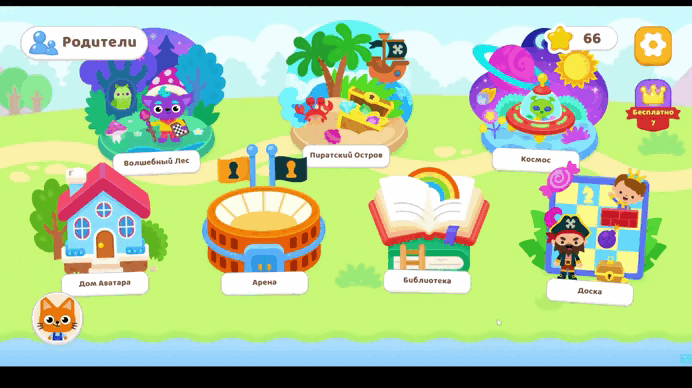 Родители
66
Бесплатно
7
Волшебный Лес
Пиратский Остров
Космос
Дом Аватара
Арена
Библиотека
Доска